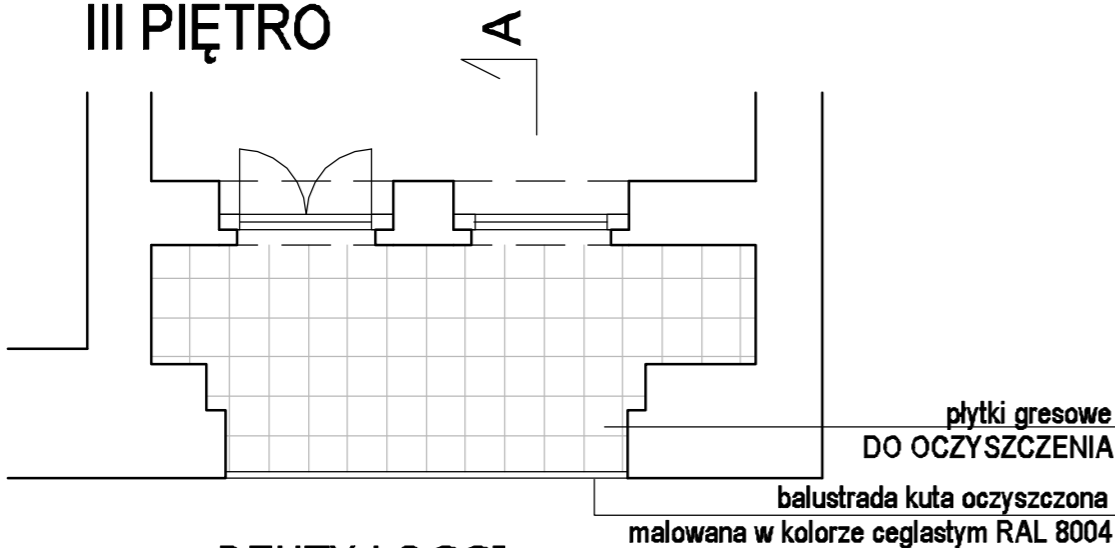 III PIĘTRO
A
płytki gresowe
DO OCZYSZCZENIA
balustrada kuta oczyszczona
malowana w kolorze ceglastym RAL 8004